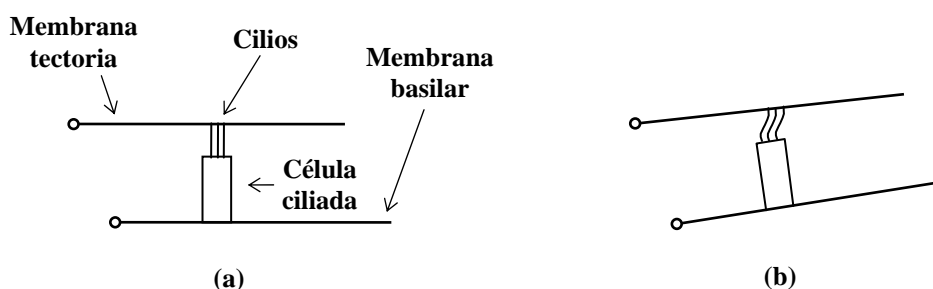 Membrana
tectoria
Cilios
Membrana
basilar
Célula
ciliada
(a)
(b)